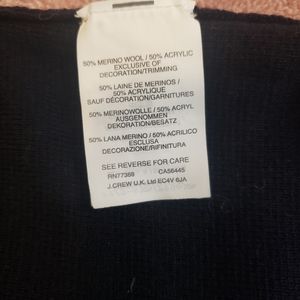 50% MERINO WOOL / 50% ACRYLIC
EXCLUSIVE OF
DECORATION/TRIMMING
50% LAINE DE MERINOS /
50% ACRYLIQUE
SAUF DÉCORATION/GARNITURES
50% MERINOWOLLE / 50% ACRYL
AUSGENOMMEN
DEKORATION/BESATZ
50% LANA MERINO / 50% ACRILICO
ESCLUSA
DECORAZIONE/RIFINITURA
SEE REVERSE FOR CARE
RN77388 CA56445
J.CREW U.K. Ltd EC4V 6JA